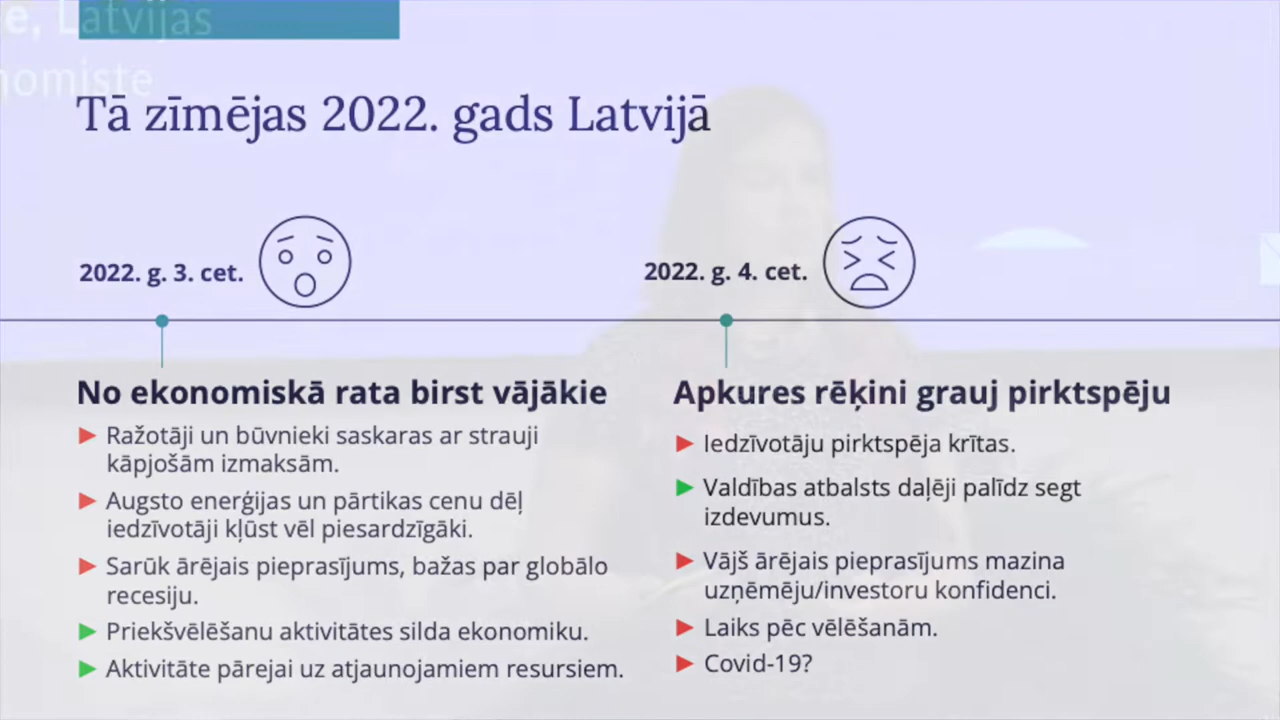 e, Latvijas
nomiste
Tā zīmējas 2022. gads Latvijā
2022. g. 3. cet.
2022. g. 4. cet.
No ekonomiskā rata birst vājākie
Ražotāji un būvnieki saskaras ar strauji
kāpjošām izmaksām.
Augsto enerģijas un pārtikas cenu dēļ
iedzīvotāji kļūst vēl piesardzīgāki.
Sarūk ārējais pieprasījums, bažas par globālo
recesiju.
Priekšvēlēšanu aktivitātes silda ekonomiku.
Aktivitāte pārejai uz atjaunojamiem resursiem.
Apkures rēķini grauj pirktspēju
Iedzīvotāju pirktspēja krītas.
Valdības atbalsts daļēji palīdz segt
izdevumus.
Vājš ārējais pieprasījums mazina
uzņēmēju/investoru konfidenci.
Laiks pēc vēlēšanām.
Covid-19?